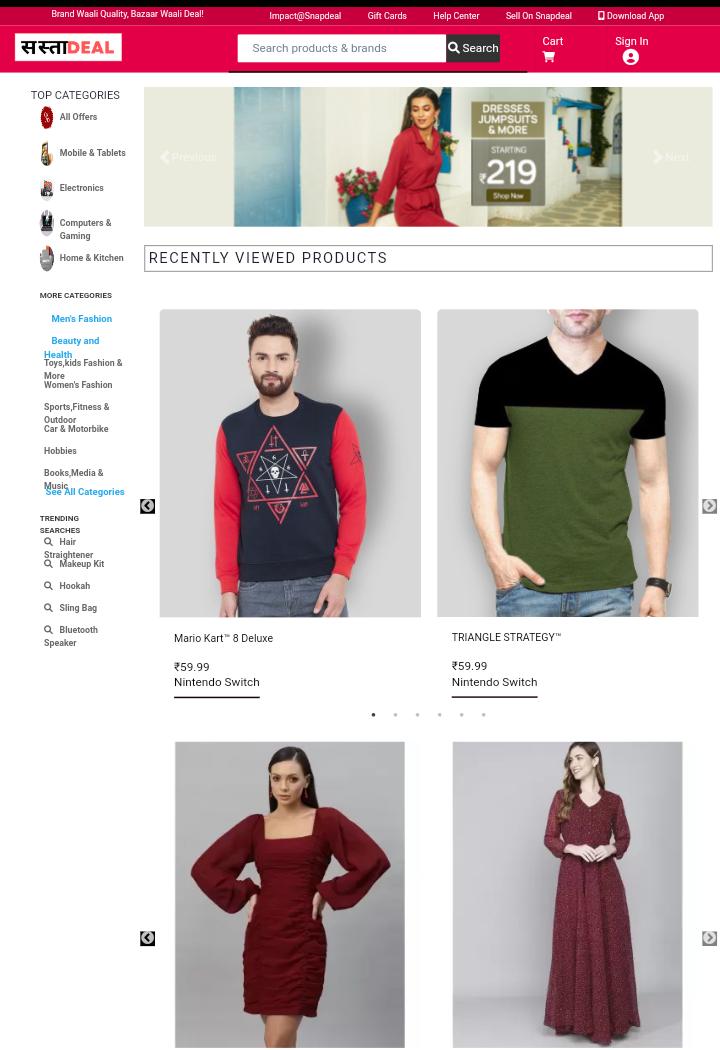 Brand Waali Quality, Bazaar Waali Deal!
Impact@Snapdeal
Gift Cards
Help Center
Sell On Snapdeal
Download App
सस्ताDEAL
Search products & brands
Search
Cart
Sign In
TOP CATEGORIES
All Offers
Mobile & Tablets
Electronics
Computers &
Gaming
Home & Kitchen
MORE CATEGORIES
Men's Fashion
Beauty and
Health
Toys,kids Fashion &
More
Women's Fashion
Sports,Fitness &
Outdoor
Car & Motorbike
Hobbies
Books,Media &
Music
See All Categories
TRENDING
SEARCHES
Hair
Straightener
Makeup Kit
Hookah
Sling Bag
Bluetooth
Speaker
Previous
DRESSES,
JUMPSUITS
& MORE
STARTING
₹219
Shop Now
Next
RECENTLY VIEWED PRODUCTS
Mario Kart™ 8 Deluxe
₹59.99
Nintendo Switch
TRIANGLE STRATEGY™
₹59.99
Nintendo Switch